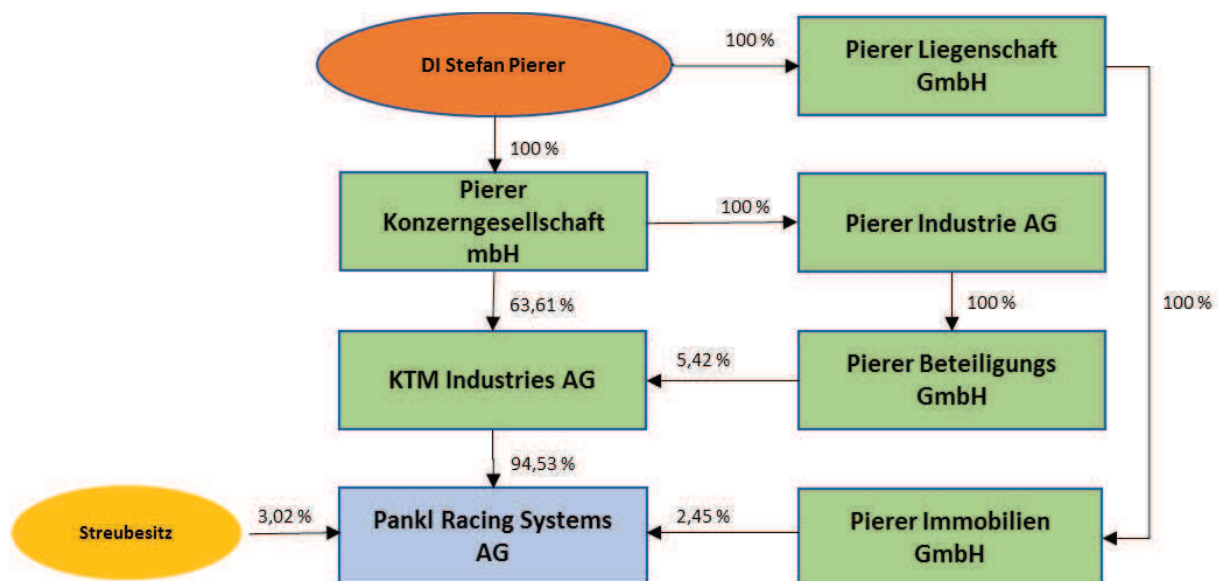 DI Stefan Pierer
100 %
Pierer Liegenschaft
GmbH
100 %
Pierer
Konzerngesellschaft
mbH
100 %
Pierer Industrie AG
63,61 %
100 %
100 %
KTM Industries AG
5,42 %
Pierer Beteiligungs
GmbH
94,53 %
Streubesitz
3,02 %
Pankl Racing Systems
AG
2,45 %
Pierer Immobilien
GmbH